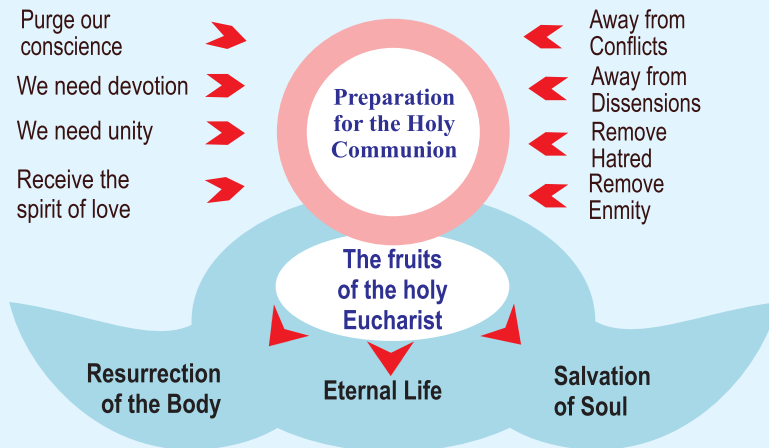 Purge our
conscience
We need devotion
We need unity
Receive the
spirit of love
Preparation
for the Holy
Communion
Away from
Conflicts
Away from
Dissensions
Remove
Hatred
Remove
Enmity
The fruits
of the holy
Eucharist
Resurrection
of the Body
Eternal Life
Salvation
of Soul